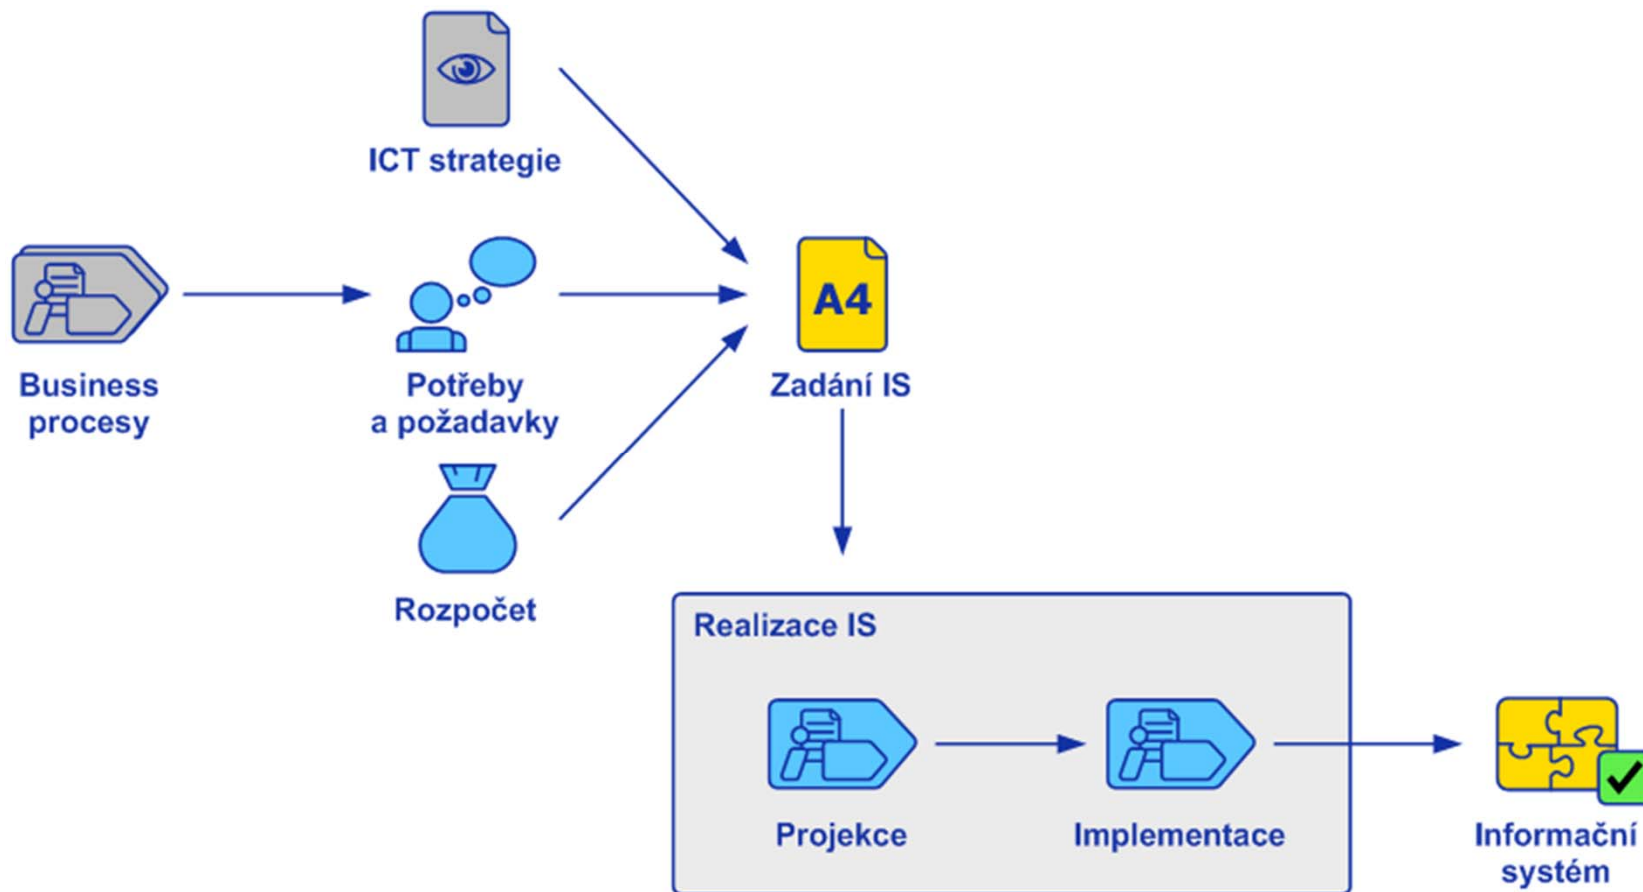 ICT strategie
Business
procesy
Potřeby
a požadavky
A4
Zadání IS
Rozpočet
Realizace IS
Projekce
Implementace
Informační
systém